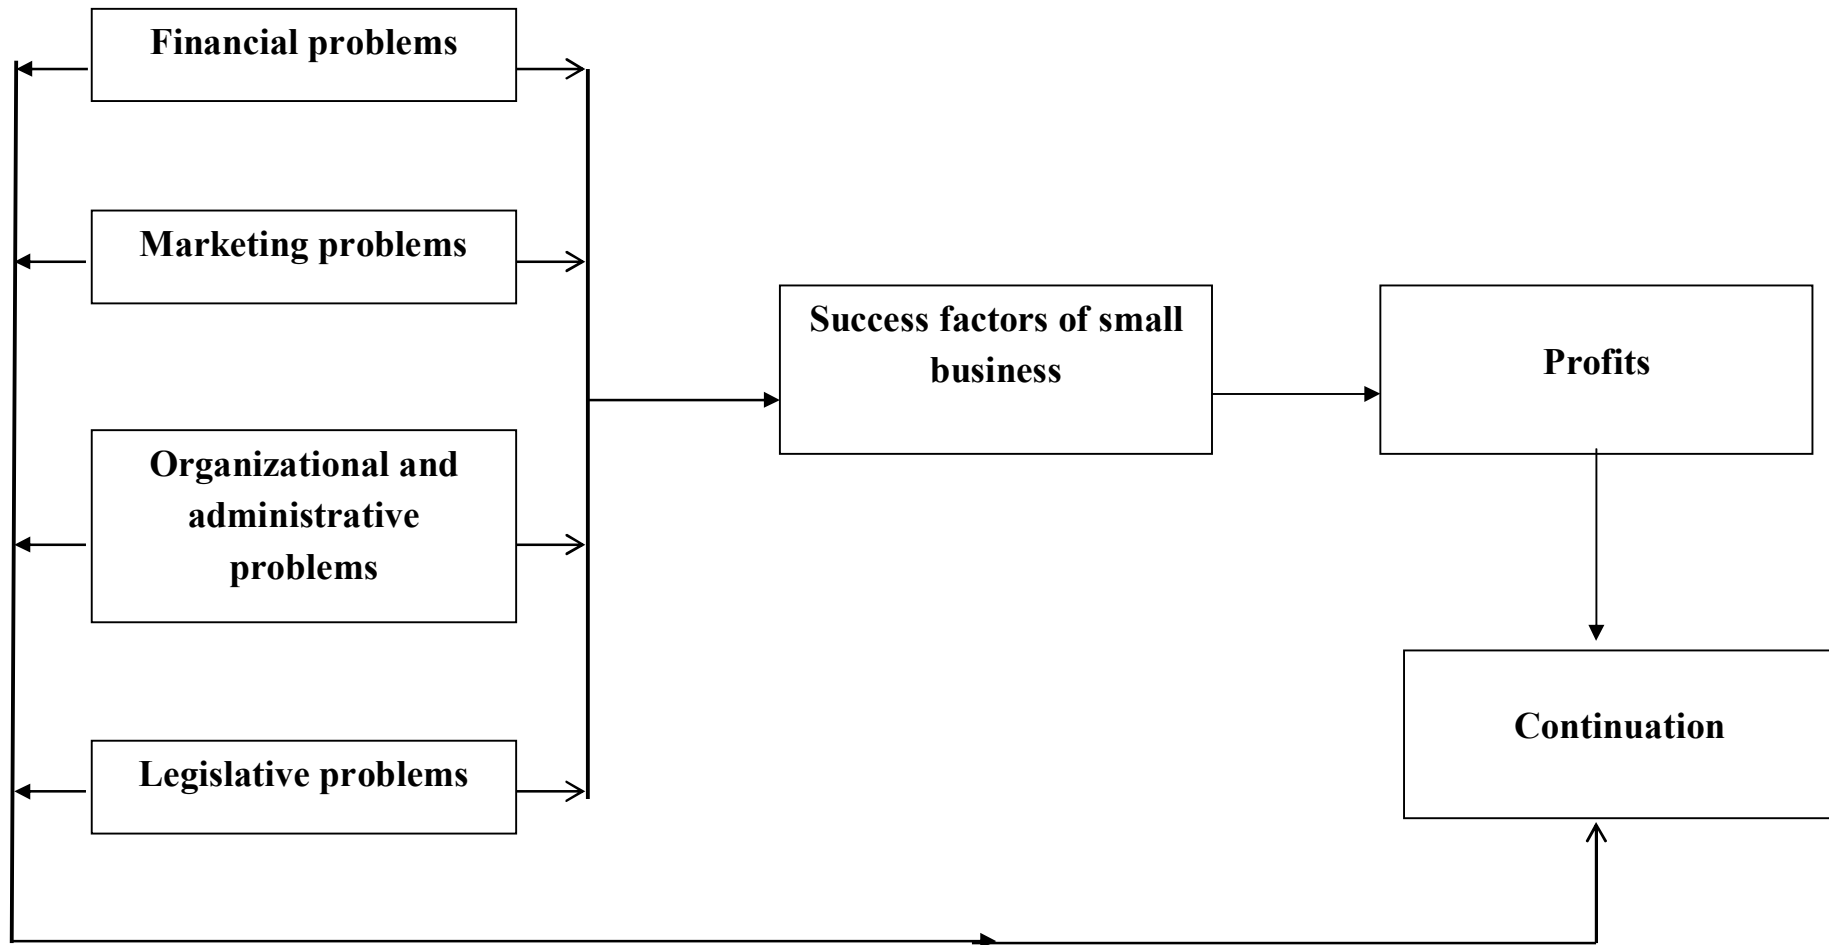 Financial problems
Marketing problems
Organizational and
administrative
problems
Legislative problems
Success factors of small
business
Profits
Continuation